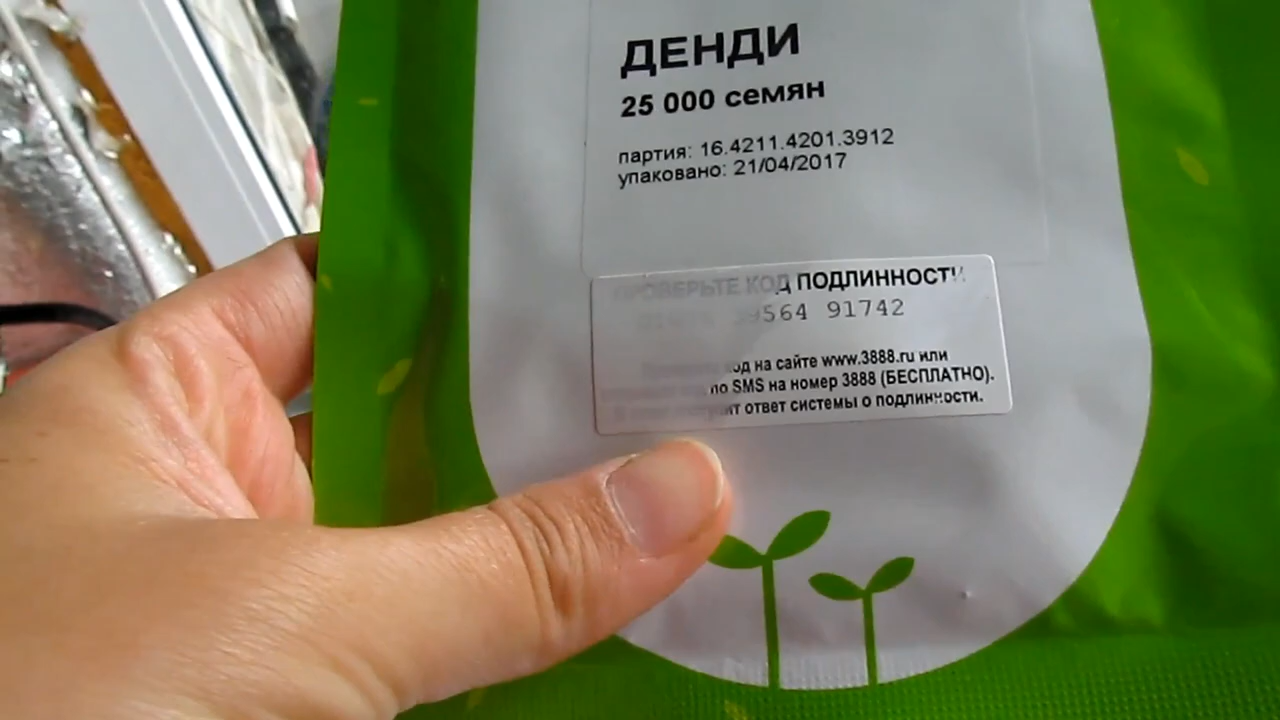 ДЕНДИ
25 000 семян
партия: 16.4211.4201.3912
упаковано: 21/04/2017
ПРОВЕРЬТЕ КОД ПОДЛИННОСТИ
91742
код на сайте www.3888.ru или
по SMS на номер 3888 (БЕСПЛАТНО).
ответ системы о подлинности.